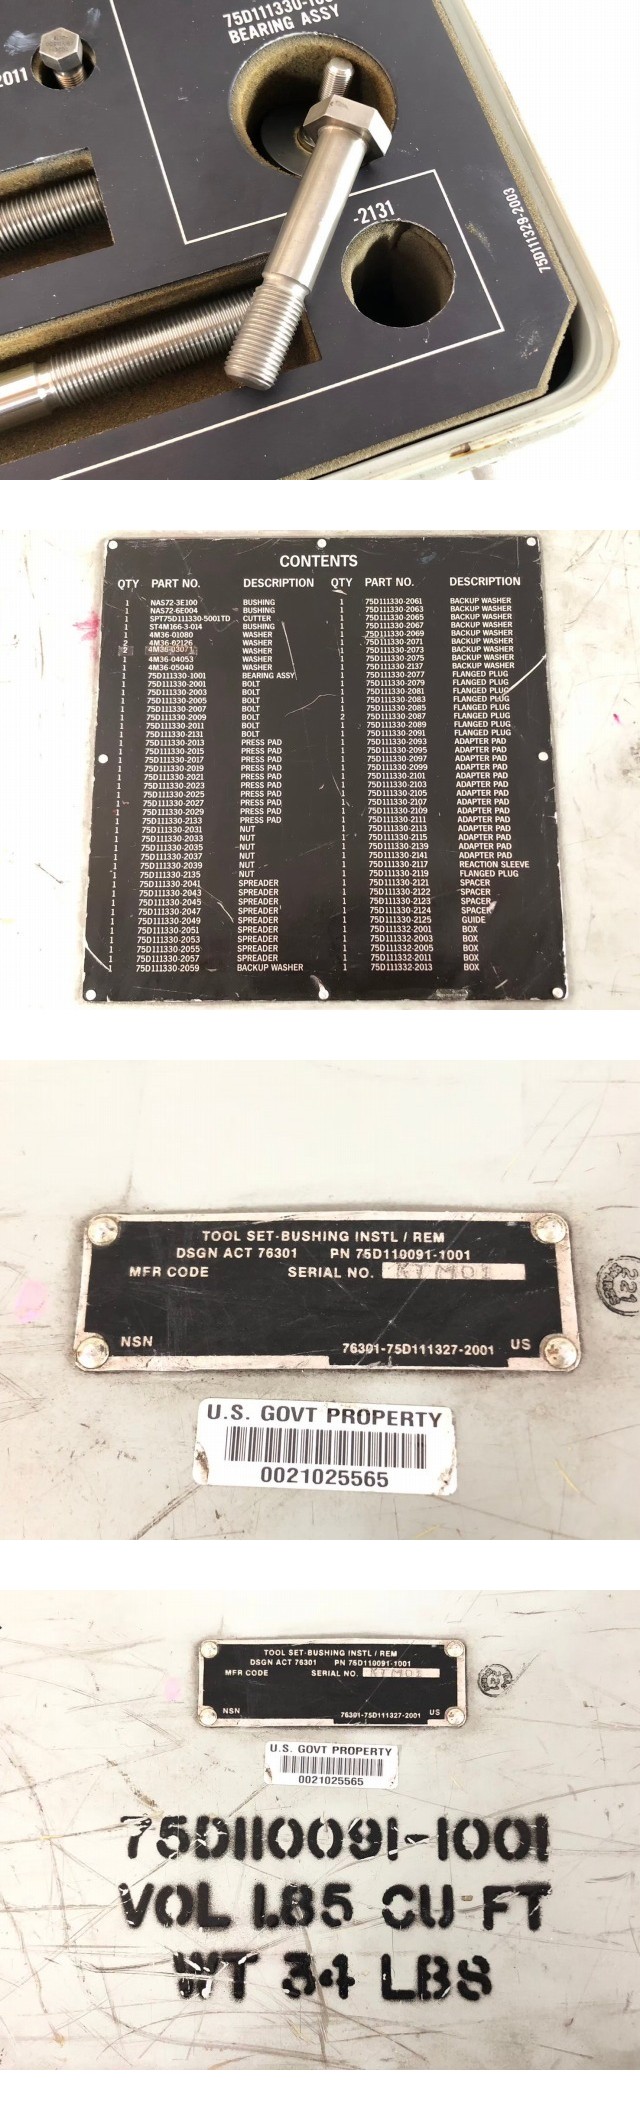 75D111330-100
BEARING ASSY
2011
-2131
75D111329-2003
CONTENTS
QTY PART NO. DESCRIPTION QTY PART NO. DESCRIPTION
1 NAS72-3E100 BUSHING 1 75D111330-2061 BACKUP WASHER
1 NAS72-6E004 BUSHING 1 75D111330-2063 BACKUP WASHER
1 SPT75D111330-5001TD CUTTER 1 75D111330-2065 BACKUP WASHER
1 ST4M166-3-014 BUSHING 1 75D111330-2067 BACKUP WASHER
1 4M36-01080 WASHER 1 75D111330-2069 BACKUP WASHER
2 4M36-02126 WASHER 1 75D111330-2071 BACKUP WASHER
2 4M36-03071 WASHER 1 75D111330-2073 BACKUP WASHER
1 4M36-04053 WASHER 1 75D111330-2075 BACKUP WASHER
1 4M36-05040 WASHER 1 75D111330-2137 BACKUP WASHER
1 75D111330-1001 BEARING ASSY 1 75D111330-2077 FLANGED PLUG
1 75D111330-2001 BOLT 1 75D111330-2079 FLANGED PLUG
1 75D111330-2003 BOLT 1 75D111330-2081 FLANGED PLUG
1 75D111330-2005 BOLT 1 75D111330-2083 FLANGED PLUG
1 75D111330-2007 BOLT 1 75D111330-2085 FLANGED PLUG
1 75D111330-2009 BOLT 2 75D111330-2087 FLANGED PLUG
1 75D111330-2011 BOLT 1 75D111330-2089 FLANGED PLUG
1 75D111330-2131 BOLT 1 75D111330-2091 FLANGED PLUG
1 75D111330-2013 PRESS PAD 1 75D111330-2093 ADAPTER PAD
1 75D111330-2015 PRESS PAD 1 75D111330-2095 ADAPTER PAD
1 75D111330-2017 PRESS PAD 1 75D111330-2097 ADAPTER PAD
1 75D111330-2019 PRESS PAD 1 75D111330-2099 ADAPTER PAD
1 75D111330-2021 PRESS PAD 1 75D111330-2101 ADAPTER PAD
1 75D111330-2023 PRESS PAD 1 75D111330-2103 ADAPTER PAD
1 75D111330-2025 PRESS PAD 1 75D111330-2105 ADAPTER PAD
1 75D111330-2027 PRESS PAD 1 75D111330-2107 ADAPTER PAD
1 75D111330-2029 PRESS PAD 1 75D111330-2109 ADAPTER PAD
1 75D111330-2133 PRESS PAD 1 75D111330-2111 ADAPTER PAD
1 75D111330-2031 NUT 1 75D111330-2113 ADAPTER PAD
1 75D111330-2033 NUT 1 75D111330-2115 ADAPTER PAD
1 75D111330-2035 NUT 1 75D111330-2139 ADAPTER PAD
1 75D111330-2037 NUT 1 75D111330-2141 ADAPTER PAD
1 75D111330-2039 NUT 1 75D111330-2117 REACTION SLEEVE
1 75D111330-2135 NUT 1 75D111330-2119 FLANGED PLUG
1 75D111330-2041 SPREADER 1 75D111330-2121 SPACER
1 75D111330-2043 SPREADER 1 75D111330-2122 SPACER
1 75D111330-2045 SPREADER 1 75D111330-2123 SPACER
1 75D111330-2047 SPREADER 1 75D111330-2124 SPACER
1 75D111330-2049 SPREADER 1 75D111330-2125 GUIDE
1 75D111330-2051 SPREADER 1 75D111332-2001 BOX
1 75D111330-2053 SPREADER 1 75D111332-2003 BOX
1 75D111330-2055 SPREADER 1 75D111332-2005 BOX
1 75D111330-2057 SPREADER 1 75D111332-2011 BOX
1 75D111330-2059 BACKUP WASHER 1 75D111332-2013 BOX
TOOL SET-BUSHING INSTL / REM
DSGN ACT 76301 PN 75D110091-1001
MFR CODE SERIAL NO. KTM01
NSN 76301-75D111327-2001 US
221
U.S. GOVT PROPERTY
0021025565
TOOL SET-BUSHING INSTL / REM
DSGN ACT 76301 PN 75D110091-1001
MFR CODE SERIAL NO. KTM01
NSN 76301-75D111327-2001 US
U.S. GOVT PROPERTY
0021025565
75D110091-1001
VOL 1.85 CU FT
WT 34 LBS